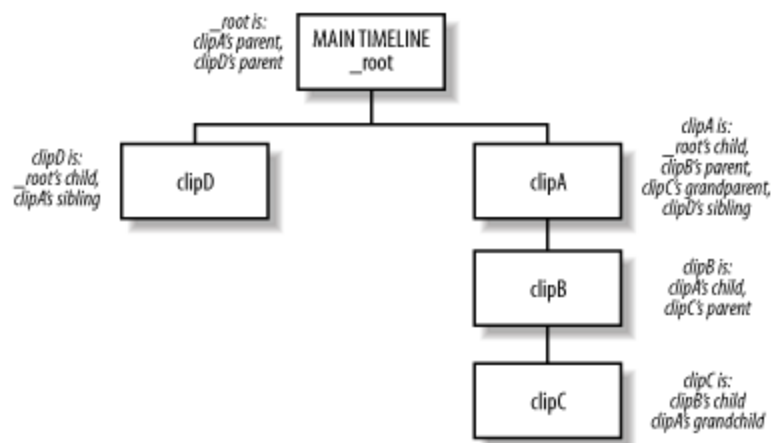 _root is:
clipA's parent,
clipD's parent
MAIN TIMELINE
_root
clipD is:
_root's child,
clipA's sibling
clipD
clipA
clipA is:
_root's child,
clipB's parent,
clipC's grandparent,
clipD's sibling
clipB
clipB is:
clipA's child,
clipC's parent
clipC
clipC is:
clipB's child
clipA's grandchild